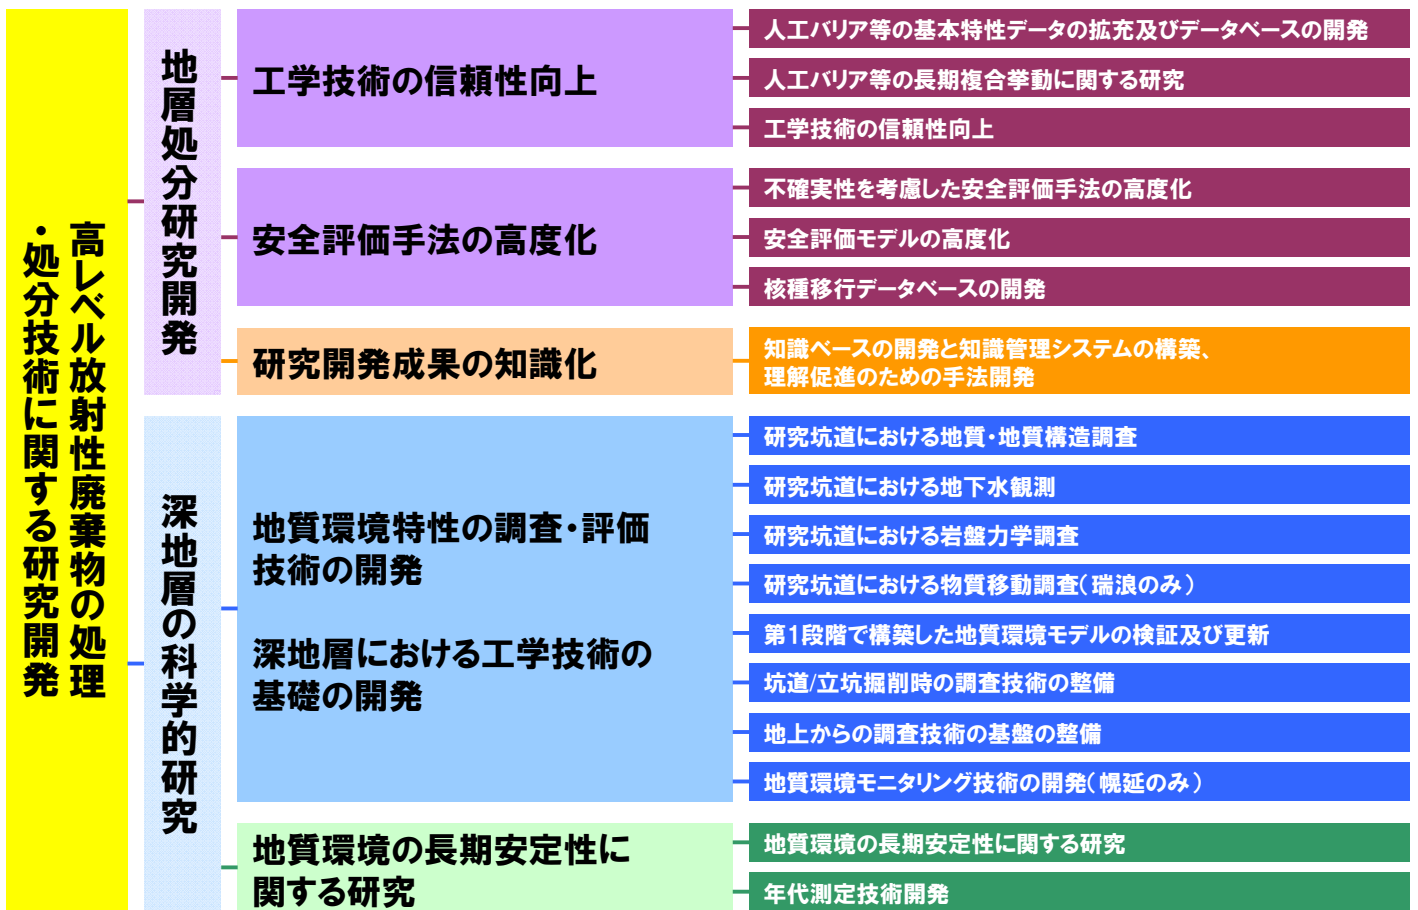 高レベル放射性廃棄物の処理
・処分技術に関する研究開発
地層処分研究開発
工学技術の信頼性向上
人工バリア等の基本特性データの拡充及びデータベースの開発
人工バリア等の長期複合挙動に関する研究
工学技術の信頼性向上
安全評価手法の高度化
不確実性を考慮した安全評価手法の高度化
安全評価モデルの高度化
核種移行データベースの開発
研究開発成果の知識化
知識ベースの開発と知識管理システムの構築、
理解促進のための手法開発
深地層の科学的研究
地質環境特性の調査・評価
技術の開発
深地層における工学技術の
基礎の開発
研究坑道における地質・地質構造調査
研究坑道における地下水観測
研究坑道における岩盤力学調査
研究坑道における物質移動調査(瑞浪のみ)
第1段階で構築した地質環境モデルの検証及び更新
坑道/立坑掘削時の調査技術の整備
地上からの調査技術の基盤の整備
地質環境モニタリング技術の開発(幌延のみ)
地質環境の長期安定性に
関する研究
地質環境の長期安定性に関する研究
年代測定技術開発